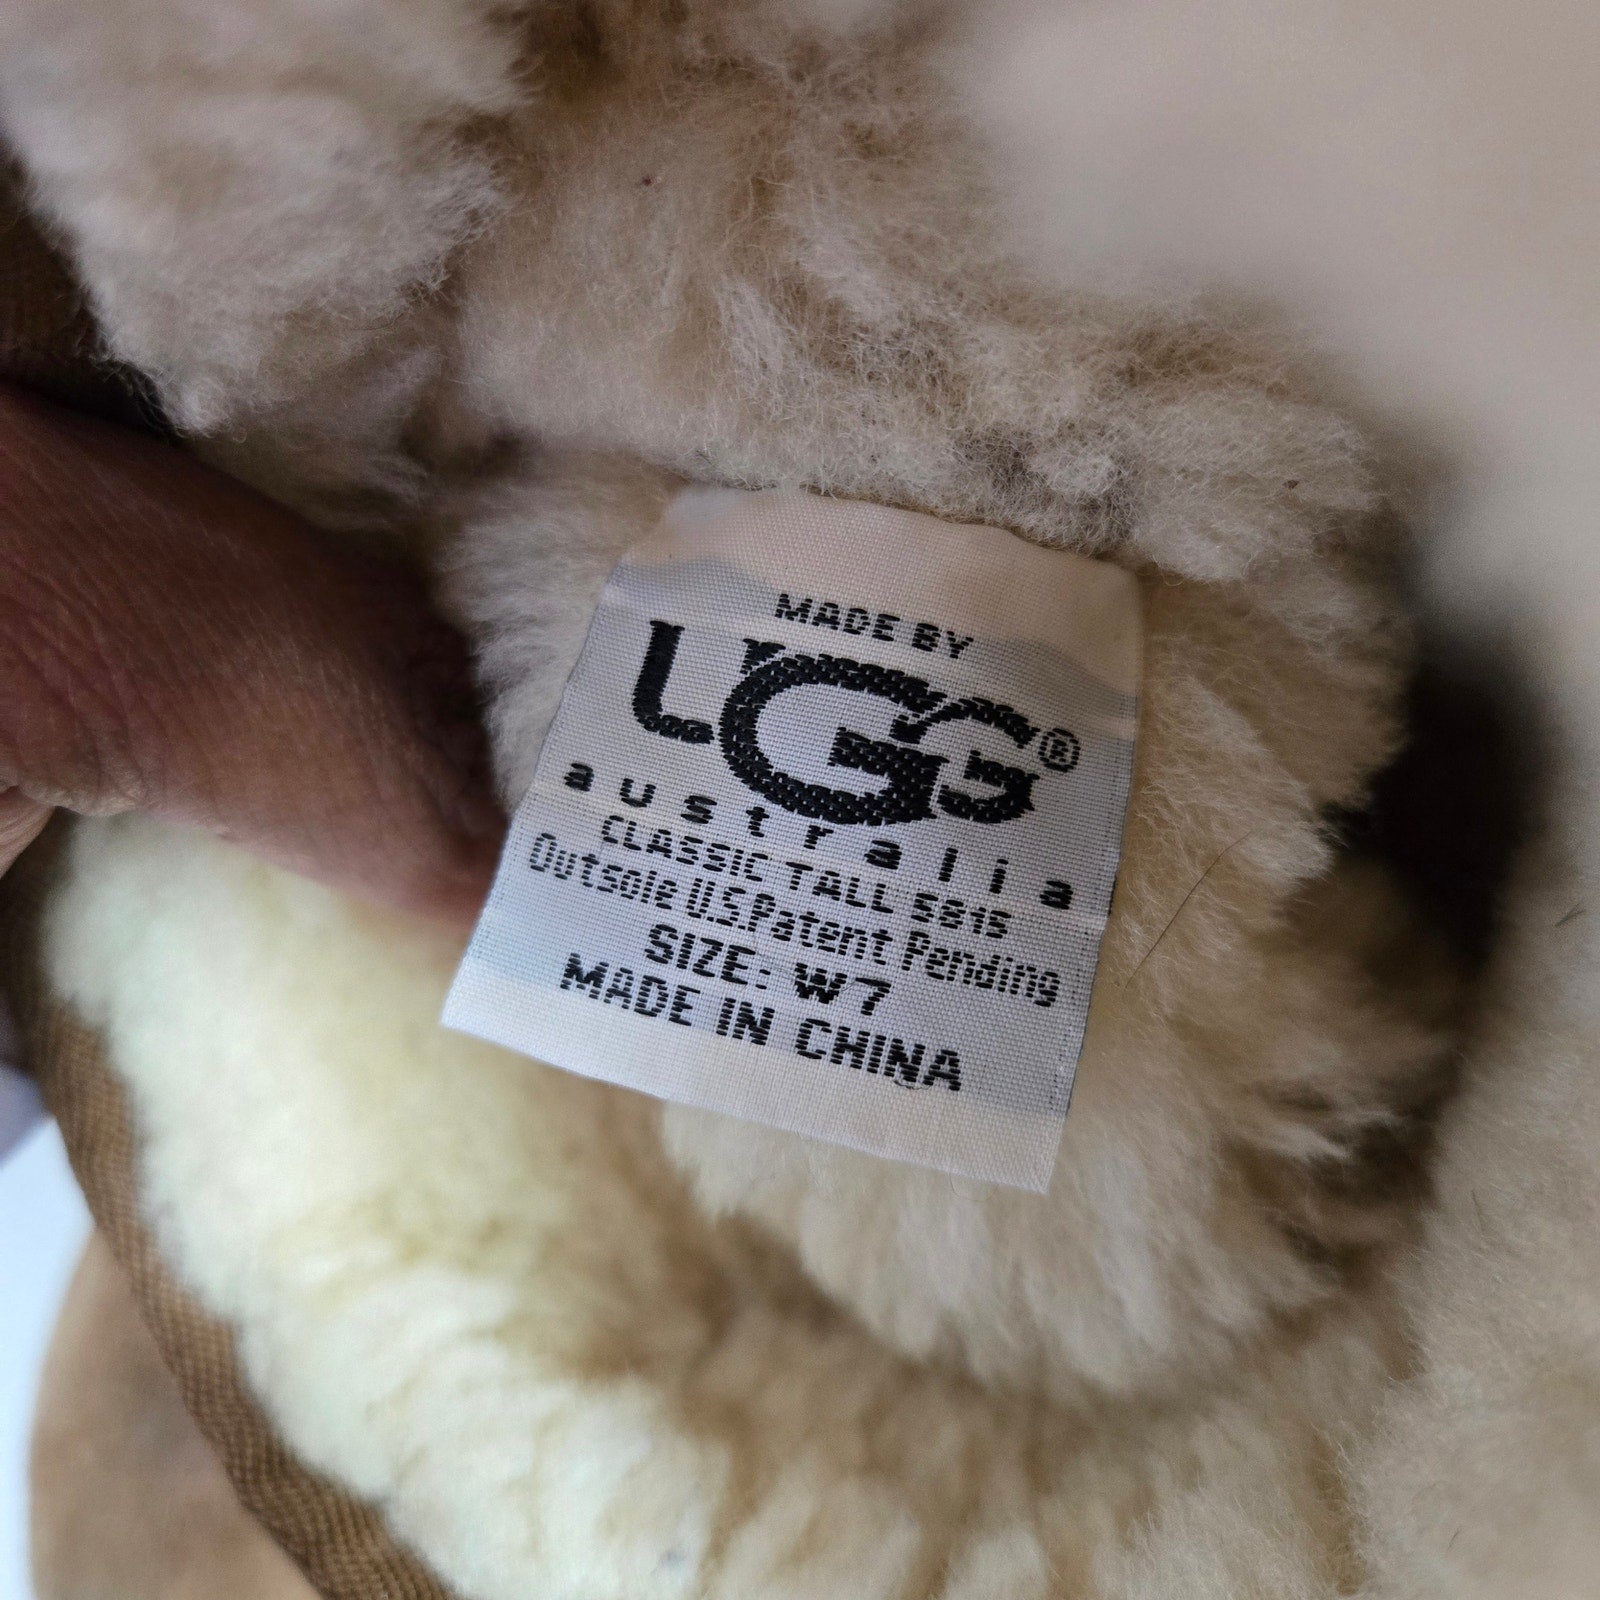 MADE BY
UGG®
australia
CLASSIC TALL 5815
Outsole U.S.Patent Pending
SIZE: W7
MADE IN CHINA